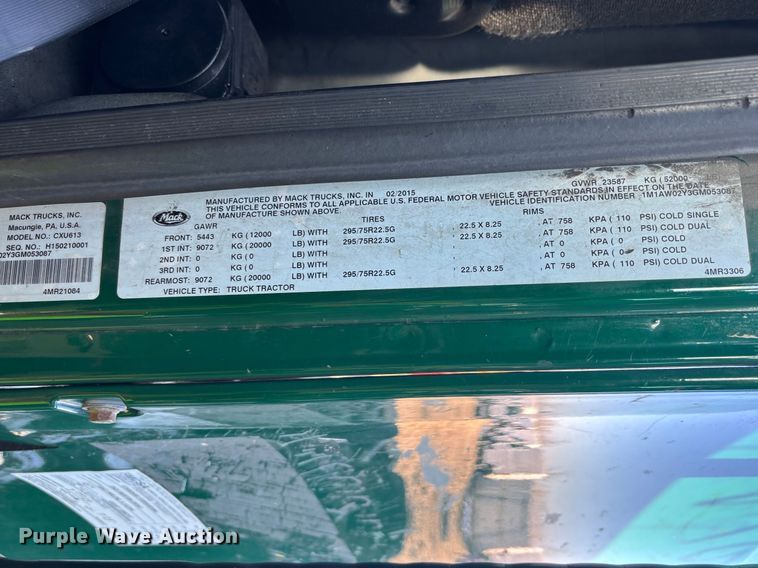 MACK TRUCKS, INC.
Macungie, PA, U.S.A.
MODEL NO.: CXU613
SEQ. NO.: H150210001
02Y3GM053087
4MR21084
Mack
MANUFACTURED BY MACK TRUCKS, INC. IN 02/2015 GVWR 23587 KG (52000
THIS VEHICLE CONFORMS TO ALL APPLICABLE U.S. FEDERAL MOTOR VEHICLE SAFETY STANDARDS IN EFFECT ON THE DATE
OF MANUFACTURE SHOWN ABOVE. VEHICLE IDENTIFICATION NUMBER 1M1AW02Y3GM053087
GAWR TIRES RIMS
FRONT: 5443 KG (12000 LB) WITH 295/75R22.5G , 22.5 X 8.25 , AT 758 KPA ( 110 PSI) COLD SINGLE
1ST INT: 9072 KG ( 20000 LB) WITH 295/75R22.5G , 22.5 X 8.25 , AT 758 KPA ( 110 PSI) COLD DUAL
2ND INT: 0 KG ( 0 LB) WITH , , AT 0 KPA ( 0 PSI) COLD DUAL
3RD INT: 0 KG ( 0 LB) WITH , , AT 0 KPA ( 0 PSI) COLD DUAL
REARMOST: 9072 KG ( 20000 LB) WITH 295/75R22.5G , 22.5 X 8.25 , AT 758 KPA ( 110 PSI) COLD DUAL
VEHICLE TYPE: TRUCK TRACTOR 4MR3306
Purple Wave Auction